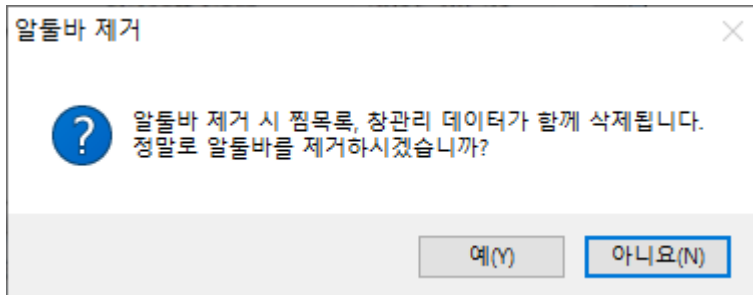 알툴바 제거
알툴바 제거 시 찜목록, 창관리 데이터가 함께 삭제됩니다.
정말로 알툴바를 제거하시겠습니까?
예(Y)
아니요(N)